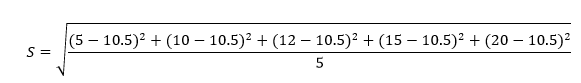 S = √(((5 − 10.5)² + (10 − 10.5)² + (12 − 10.5)² + (15 − 10.5)² + (20 − 10.5)²) / 5)